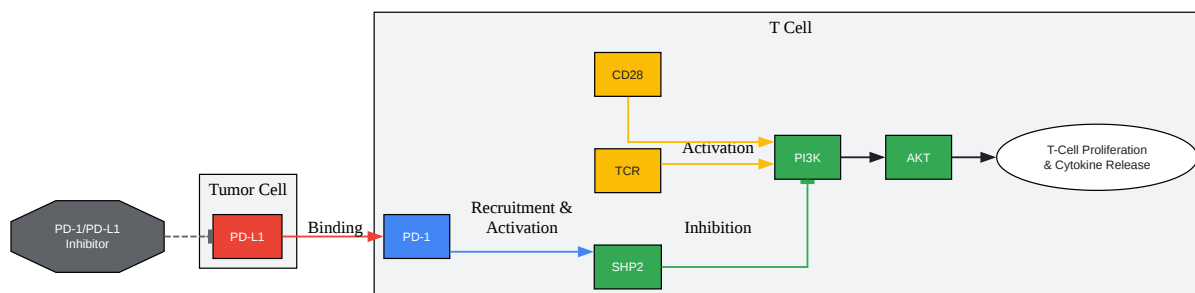 T Cell
CD28
Activation
TCR
PI3K
AKT
T-Cell Proliferation
& Cytokine Release
Tumor Cell
PD-1/PD-L1
Inhibitor
PD-L1
Binding
PD-1
Recruitment &
Activation
Inhibition
SHP2